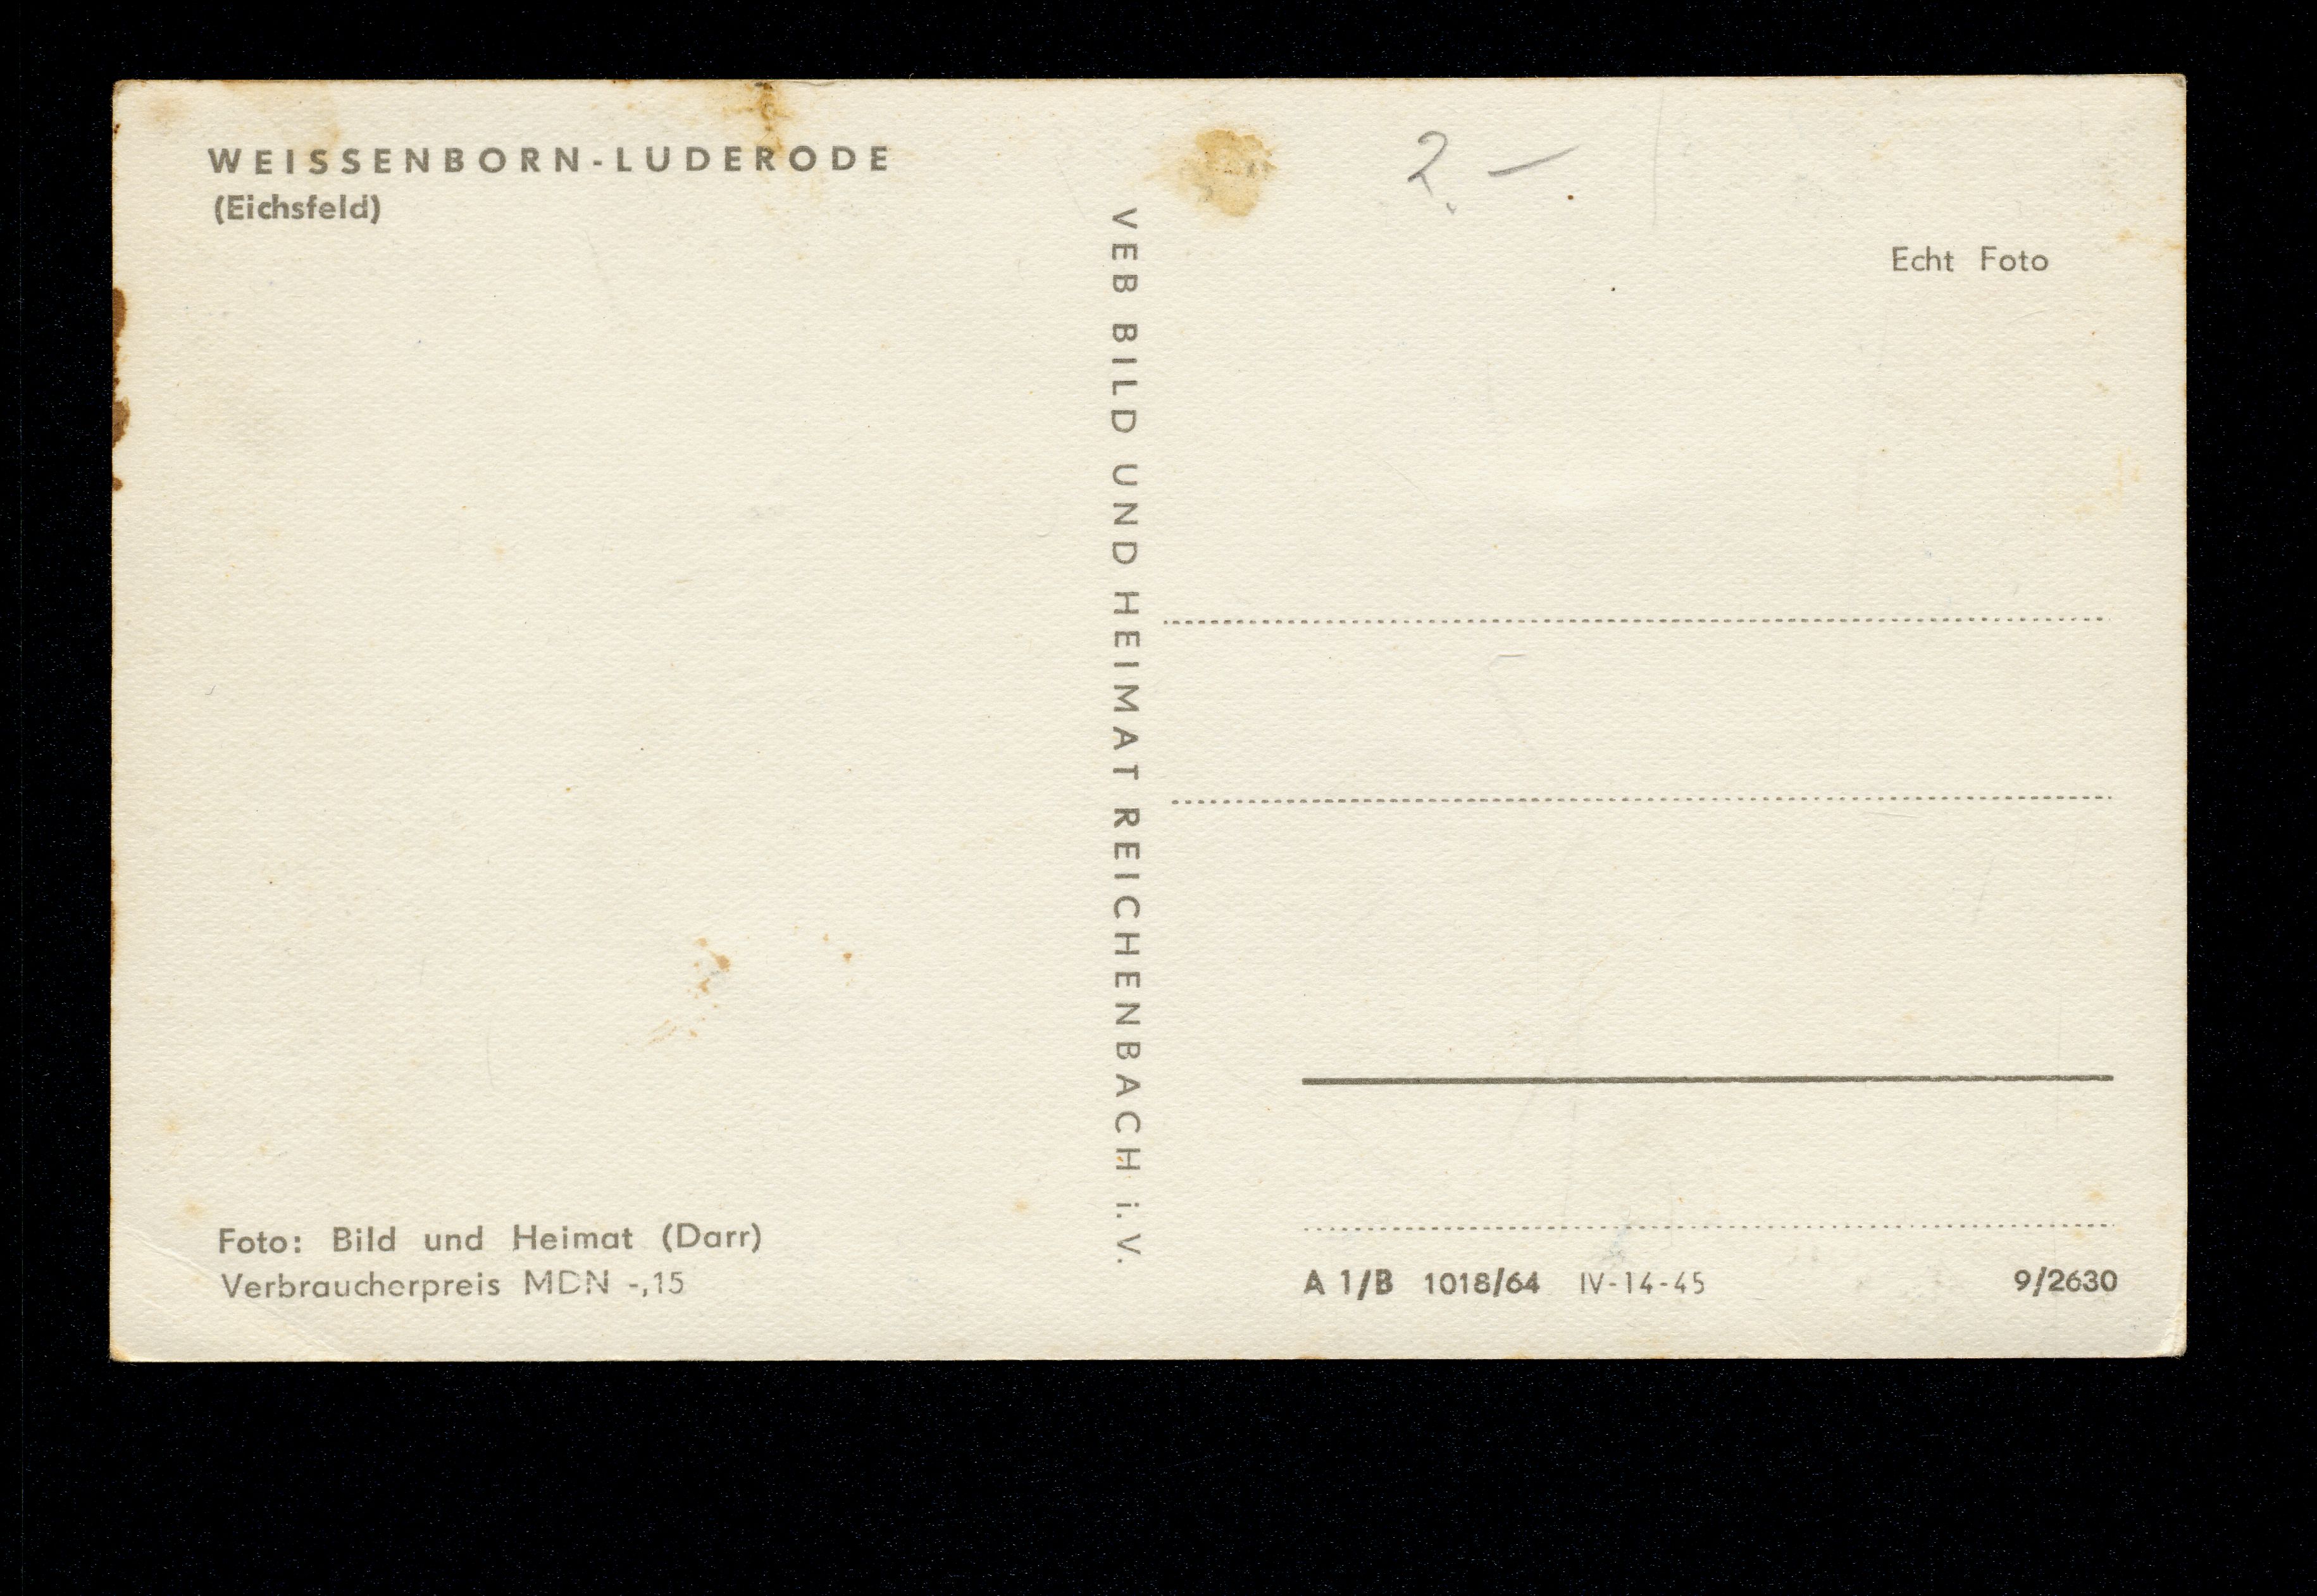 WEISSENBORN-LUDERODE
(Eichsfeld)
Foto: Bild und Heimat (Darr)
Verbraucherpreis MDN -,15
VEB BILD UND HEIMAT REICHENBACH i. V.
2.-
Echt Foto
A 1/B 1018/64 IV-14-45 9/2630